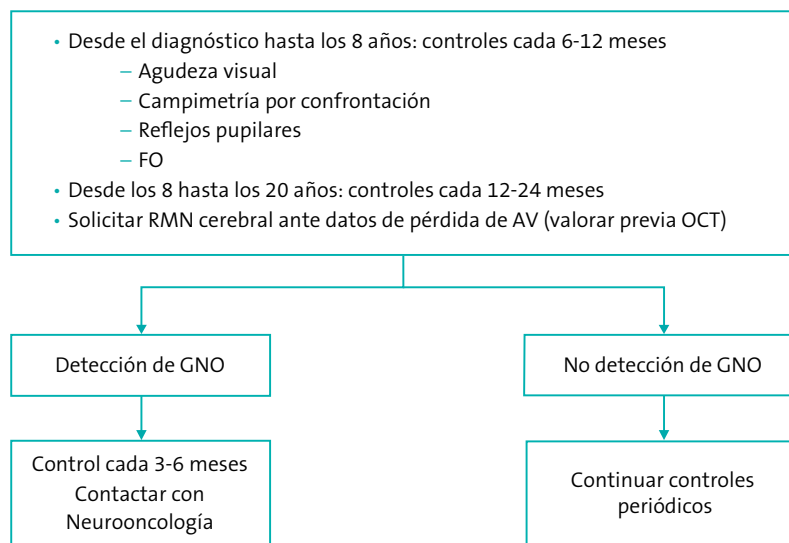 • Desde el diagnóstico hasta los 8 años: controles cada 6-12 meses
– Agudeza visual
– Campimetría por confrontación
– Reflejos pupilares
– FO
• Desde los 8 hasta los 20 años: controles cada 12-24 meses
• Solicitar RMN cerebral ante datos de pérdida de AV (valorar previa OCT)
Detección de GNO
No detección de GNO
Control cada 3-6 meses
Contactar con
Neurooncología
Continuar controles
periódicos